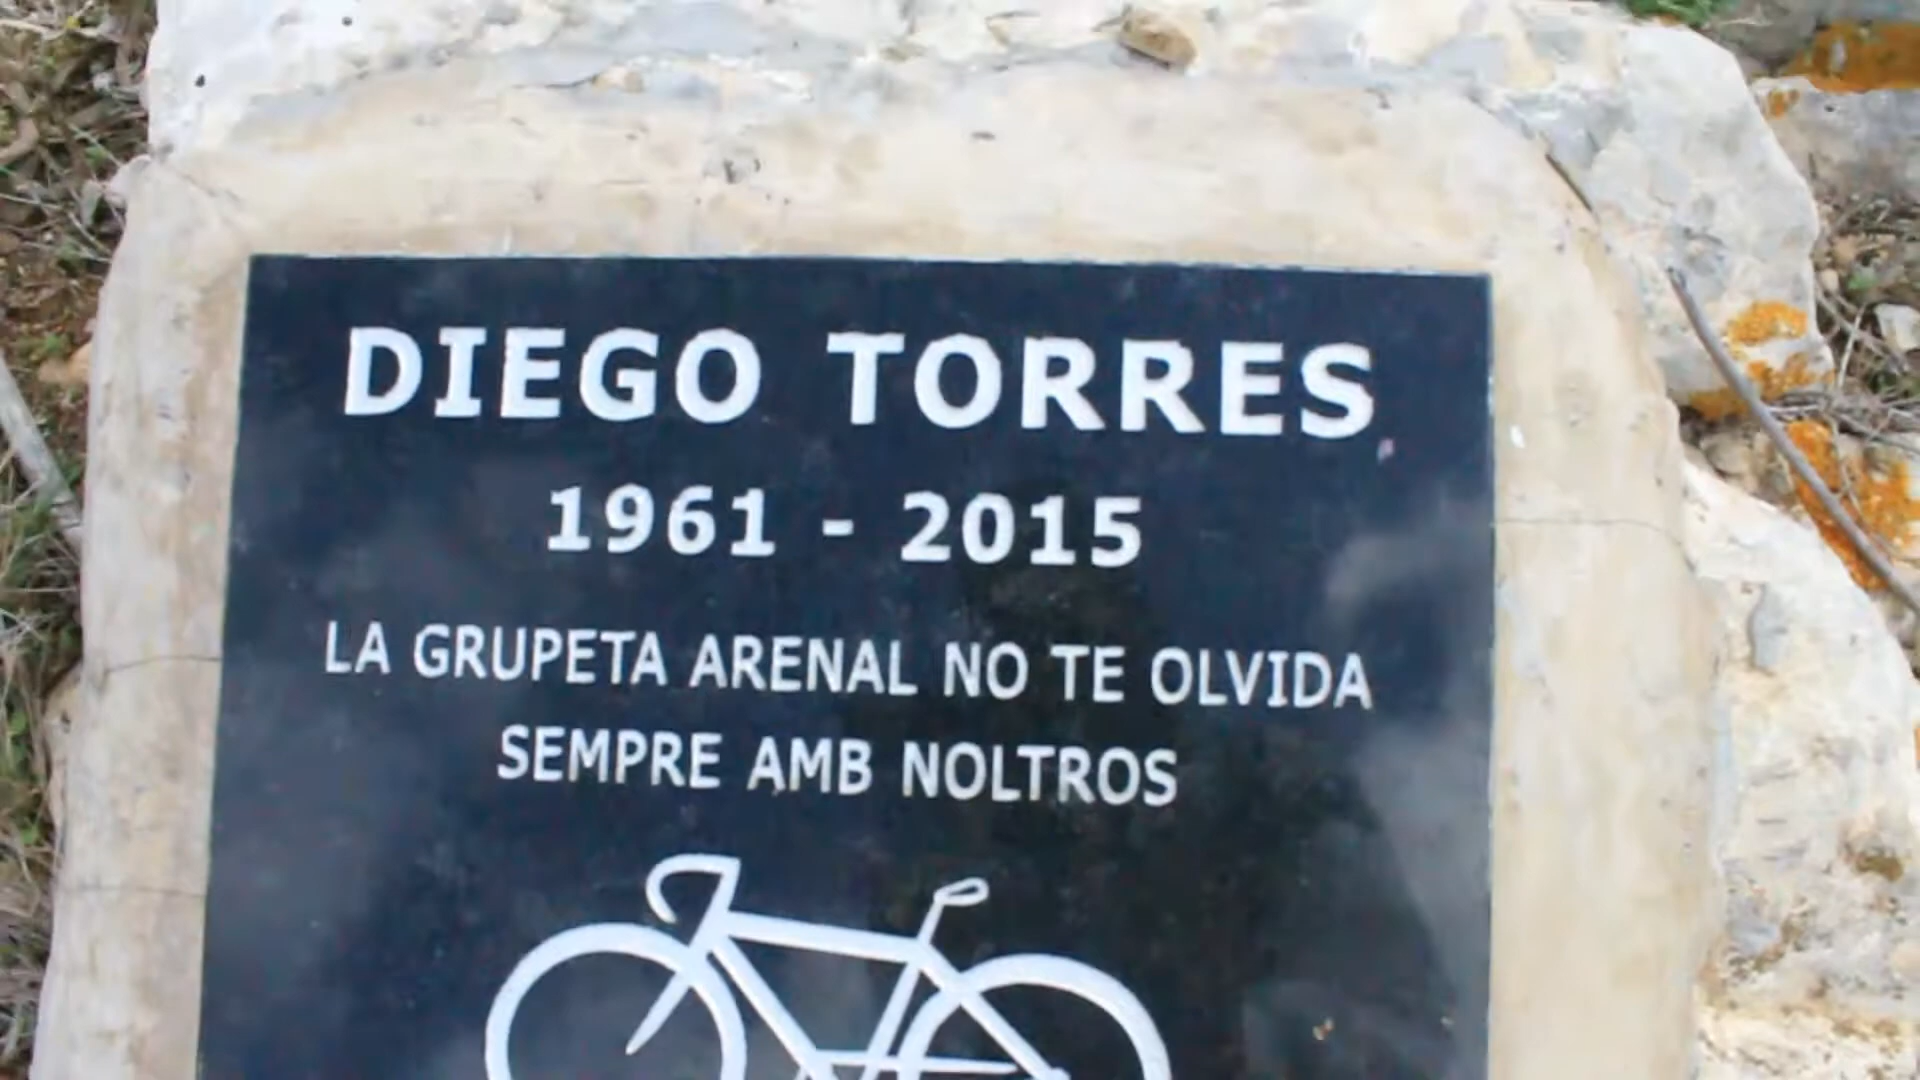 DIEGO TORRES
1961 - 2015
LA GRUPETA ARENAL NO TE OLVIDA
SEMPRE AMB NOLTROS